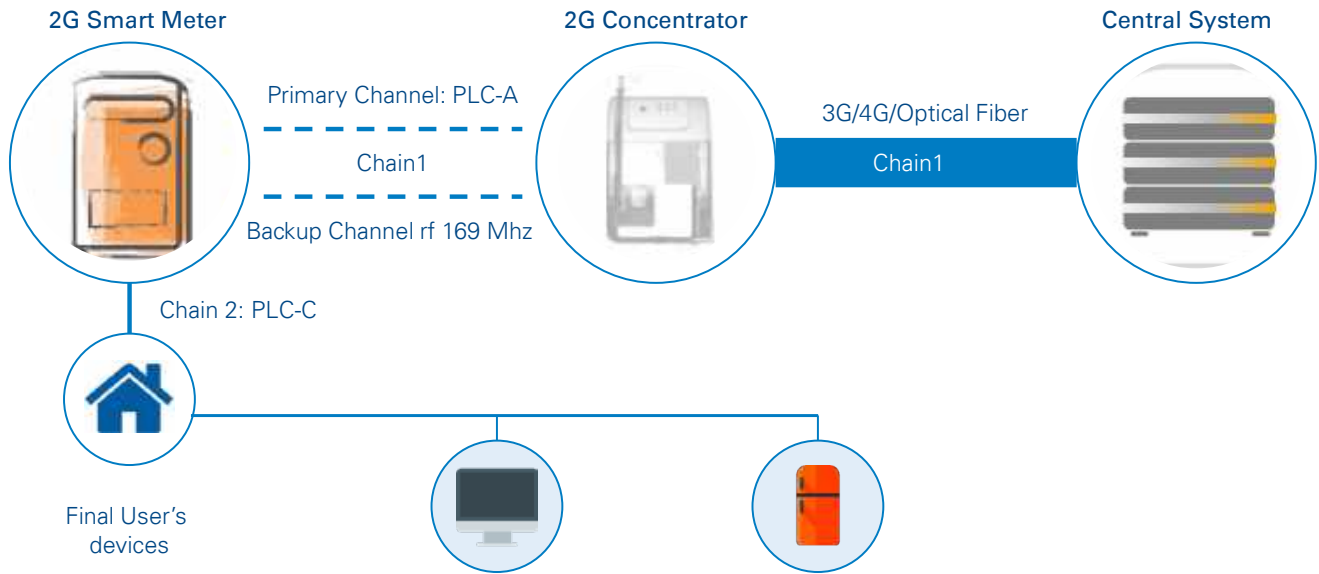 2G Smart Meter
2G Concentrator
Central System
Primary Channel: PLC-A
Chain1
Backup Channel rf 169 Mhz
3G/4G/Optical Fiber
Chain1
Chain 2: PLC-C
Final User's
devices